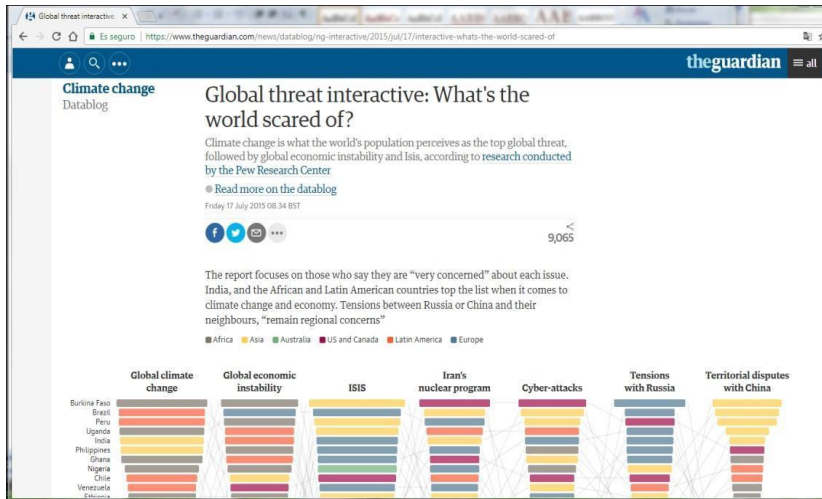 Global threat interactive:
Es seguro | https://www.theguardian.com/news/datablog/ng-interactive/2015/jul/17/interactive-whats-the-world-scared-of
theguardian
all
Climate change
Datablog
Global threat interactive: What's the
world scared of?
Climate change is what the world's population perceives as the top global threat,
followed by global economic instability and Isis, according to research conducted
by the Pew Research Center
Read more on the datablog
Friday 17 July 2015 08.34 BST
9,065
The report focuses on those who say they are “very concerned” about each issue.
India, and the African and Latin American countries top the list when it comes to
climate change and economy. Tensions between Russia or China and their
neighbours, “remain regional concerns”
Africa Asia Australia US and Canada Latin America Europe
Global climate
change
Global economic
instability
ISIS
Iran's
nuclear program
Cyber-attacks
Tensions
with Russia
Territorial disputes
with China
Burkina Faso
Brazil
Peru
Uganda
India
Philippines
Ghana
Nigeria
Chile
Venezuela
Ethiopia